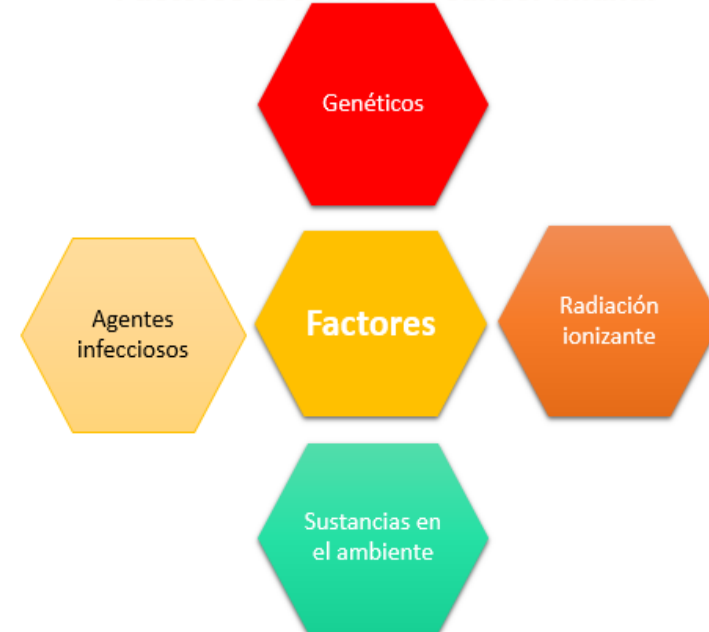 Genéticos
Agentes
infecciosos
Factores
Radiación
ionizante
Sustancias en
el ambiente